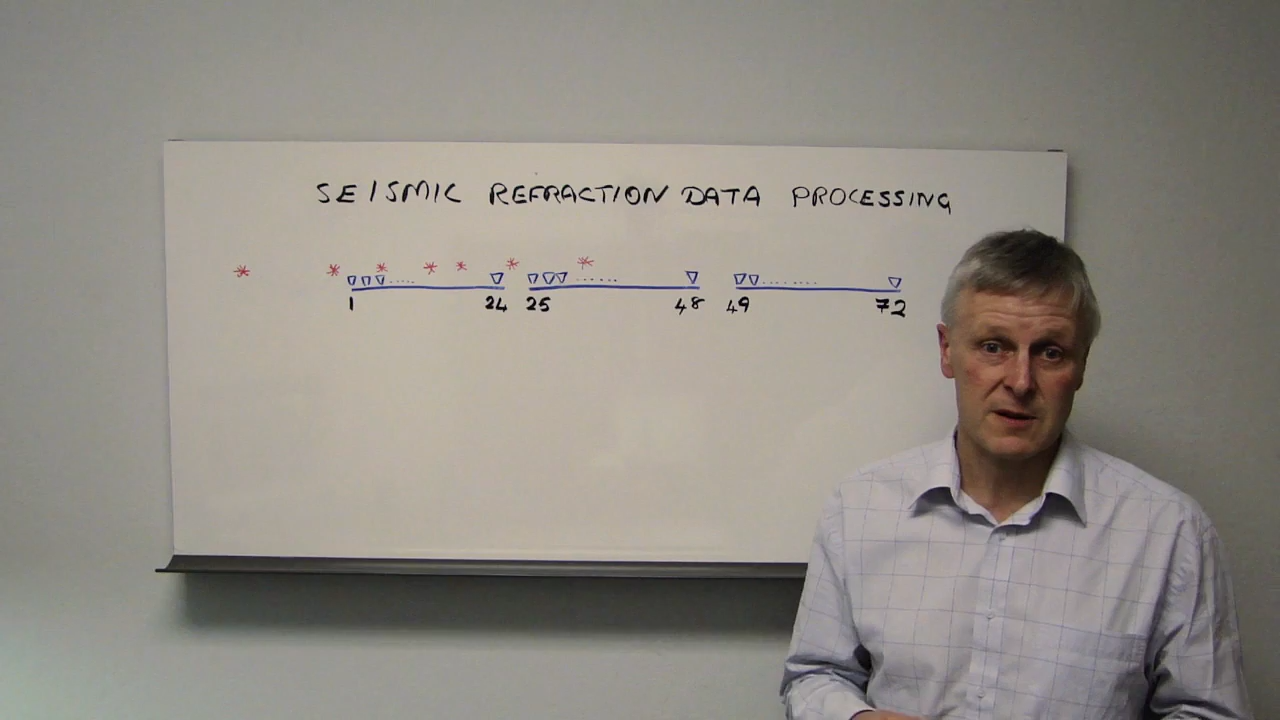 SEISMIC REFRACTION DATA PROCESSING
1 24 25 48 49 72